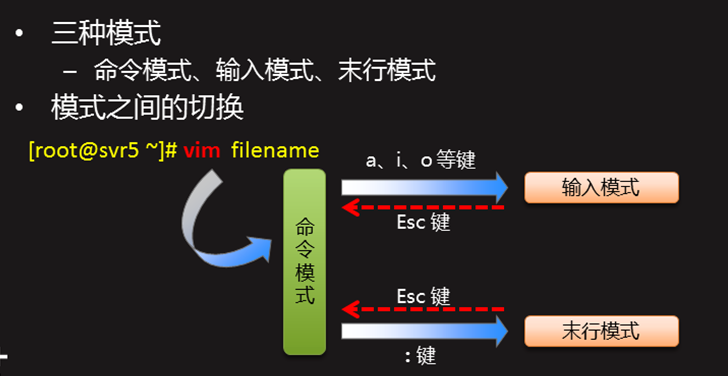 • 三种模式
– 命令模式、输入模式、末行模式
• 模式之间的切换
[root@svr5 ~]# vim filename
a、i、o 等键
输入模式
Esc 键
命令模式
Esc 键
末行模式
: 键